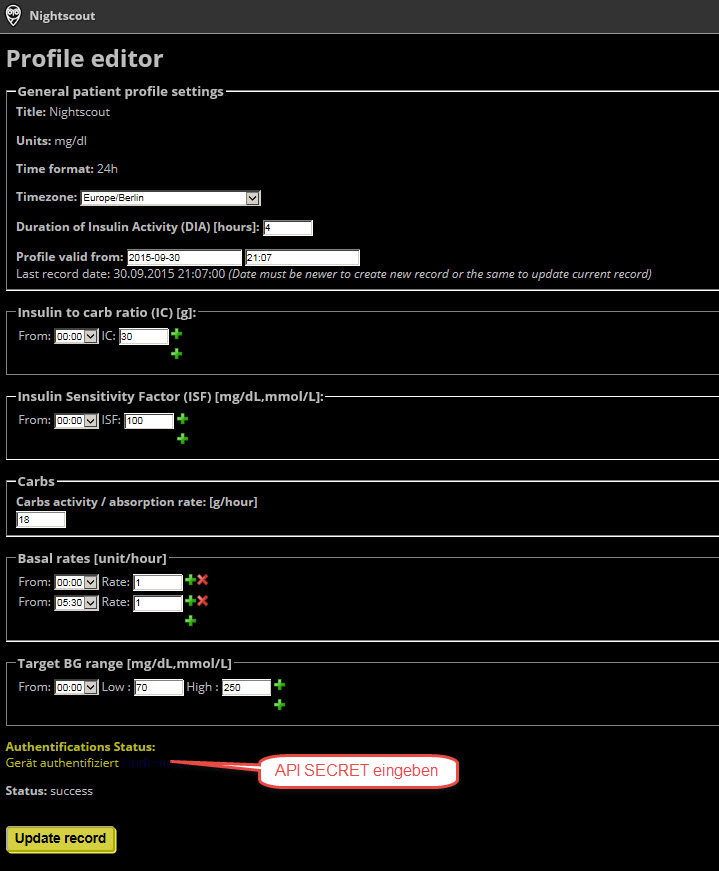 Nightscout
Profile editor
General patient profile settings
Title: Nightscout
Units: mg/dl
Time format: 24h
Timezone: Europe/Berlin
Duration of Insulin Activity (DIA) [hours]: 4
Profile valid from: 2015-09-30 21:07
Last record date: 30.09.2015 21:07:00 (Date must be newer to create new record or the same to update current record)
Insulin to carb ratio (IC) [g]:
From: 00:00 IC: 30
Insulin Sensitivity Factor (ISF) [mg/dL,mmol/L]:
From: 00:00 ISF: 100
Carbs
Carbs activity / absorption rate: [g/hour]
18
Basal rates [unit/hour]
From: 00:00 Rate: 1
From: 05:30 Rate: 1
Target BG range [mg/dL,mmol/L]
From: 00:00 Low : 70 High : 250
Authentifications Status:
Gerät authentifiziert
API SECRET eingeben
Status: success
Update record